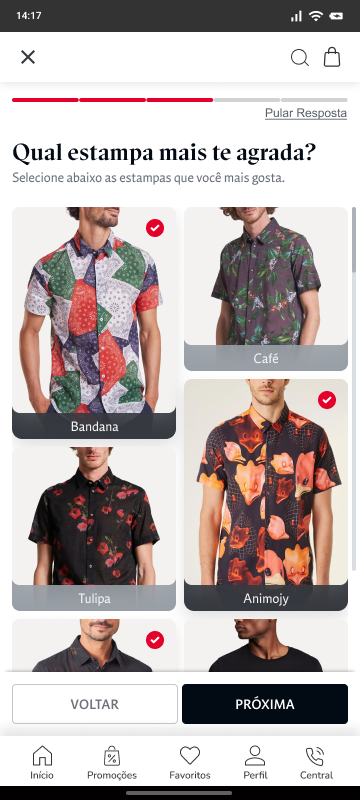 14:17
Pular Resposta
Qual estampa mais te agrada?
Selecione abaixo as estampas que você mais gosta.
Bandana
Café
Tulipa
Animojy
VOLTAR
PRÓXIMA
Início
Promoções
Favoritos
Perfil
Central